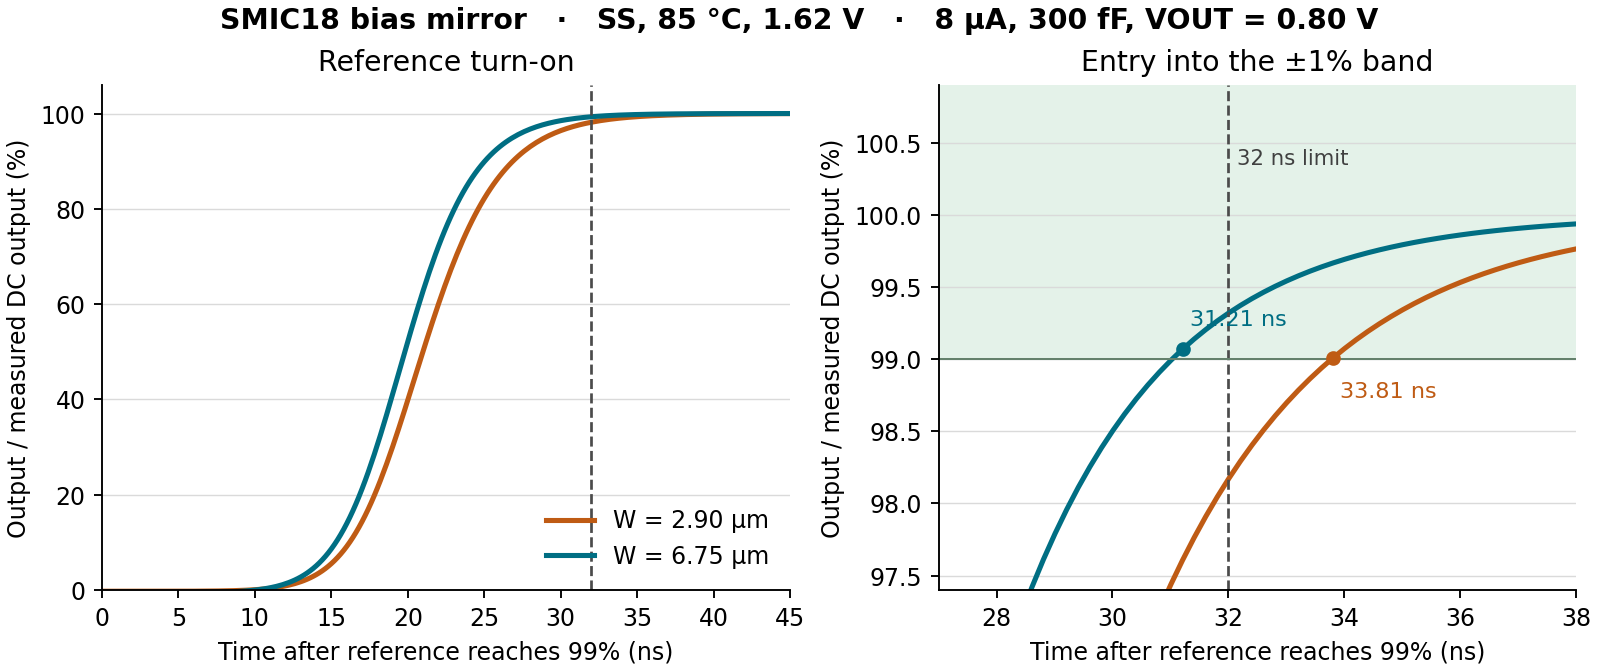 SMIC18 bias mirror · SS, 85 °C, 1.62 V · 8 µA, 300 fF, VOUT = 0.80 V
Reference turn-on
Output / measured DC output (%)
100
80
60
40
20
0
0 5 10 15 20 25 30 35 40 45
Time after reference reaches 99% (ns)
W = 2.90 µm
W = 6.75 µm
Entry into the ±1% band
Output / measured DC output (%)
100.5
100.0
99.5
99.0
98.5
98.0
97.5
28 30 32 34 36 38
Time after reference reaches 99% (ns)
32 ns limit
31.21 ns
33.81 ns